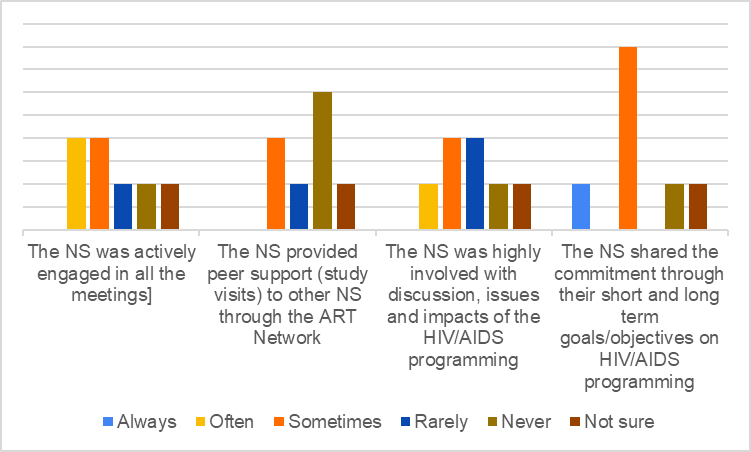 The NS was actively
engaged in all the
meetings]
The NS provided
peer support (study
visits) to other NS
through the ART
Network
The NS was highly
involved with
discussion, issues
and impacts of the
HIV/AIDS
programming
The NS shared the
commitment through
their short and long
term
goals/objectives on
HIV/AIDS
programming
Always Often Sometimes Rarely Never Not sure